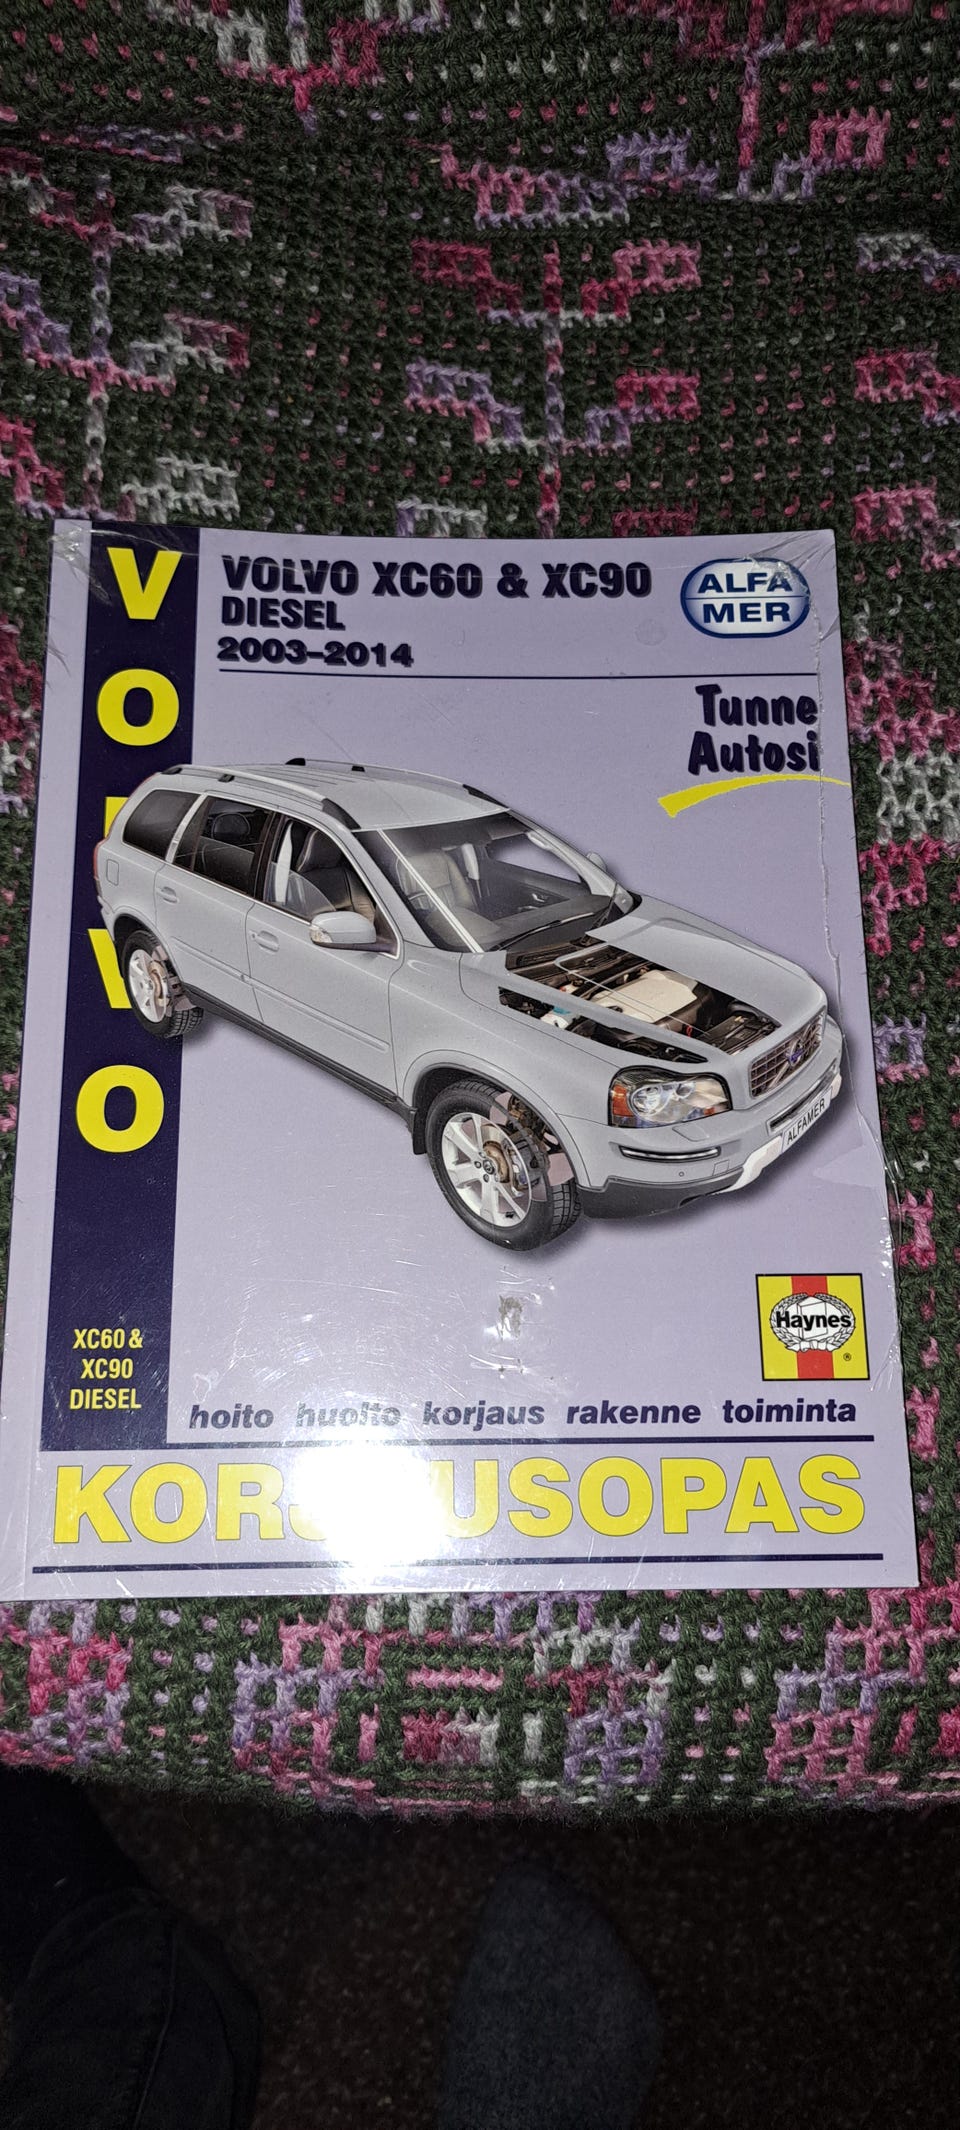 VOLVO
VOLVO XC60 & XC90
DIESEL
2003–2014
ALFA
MER
Tunne
Autosi
ALFAMER
Haynes
®
XC60 &
XC90
DIESEL
hoito huolto korjaus rakenne toiminta
KORJAUSOPAS